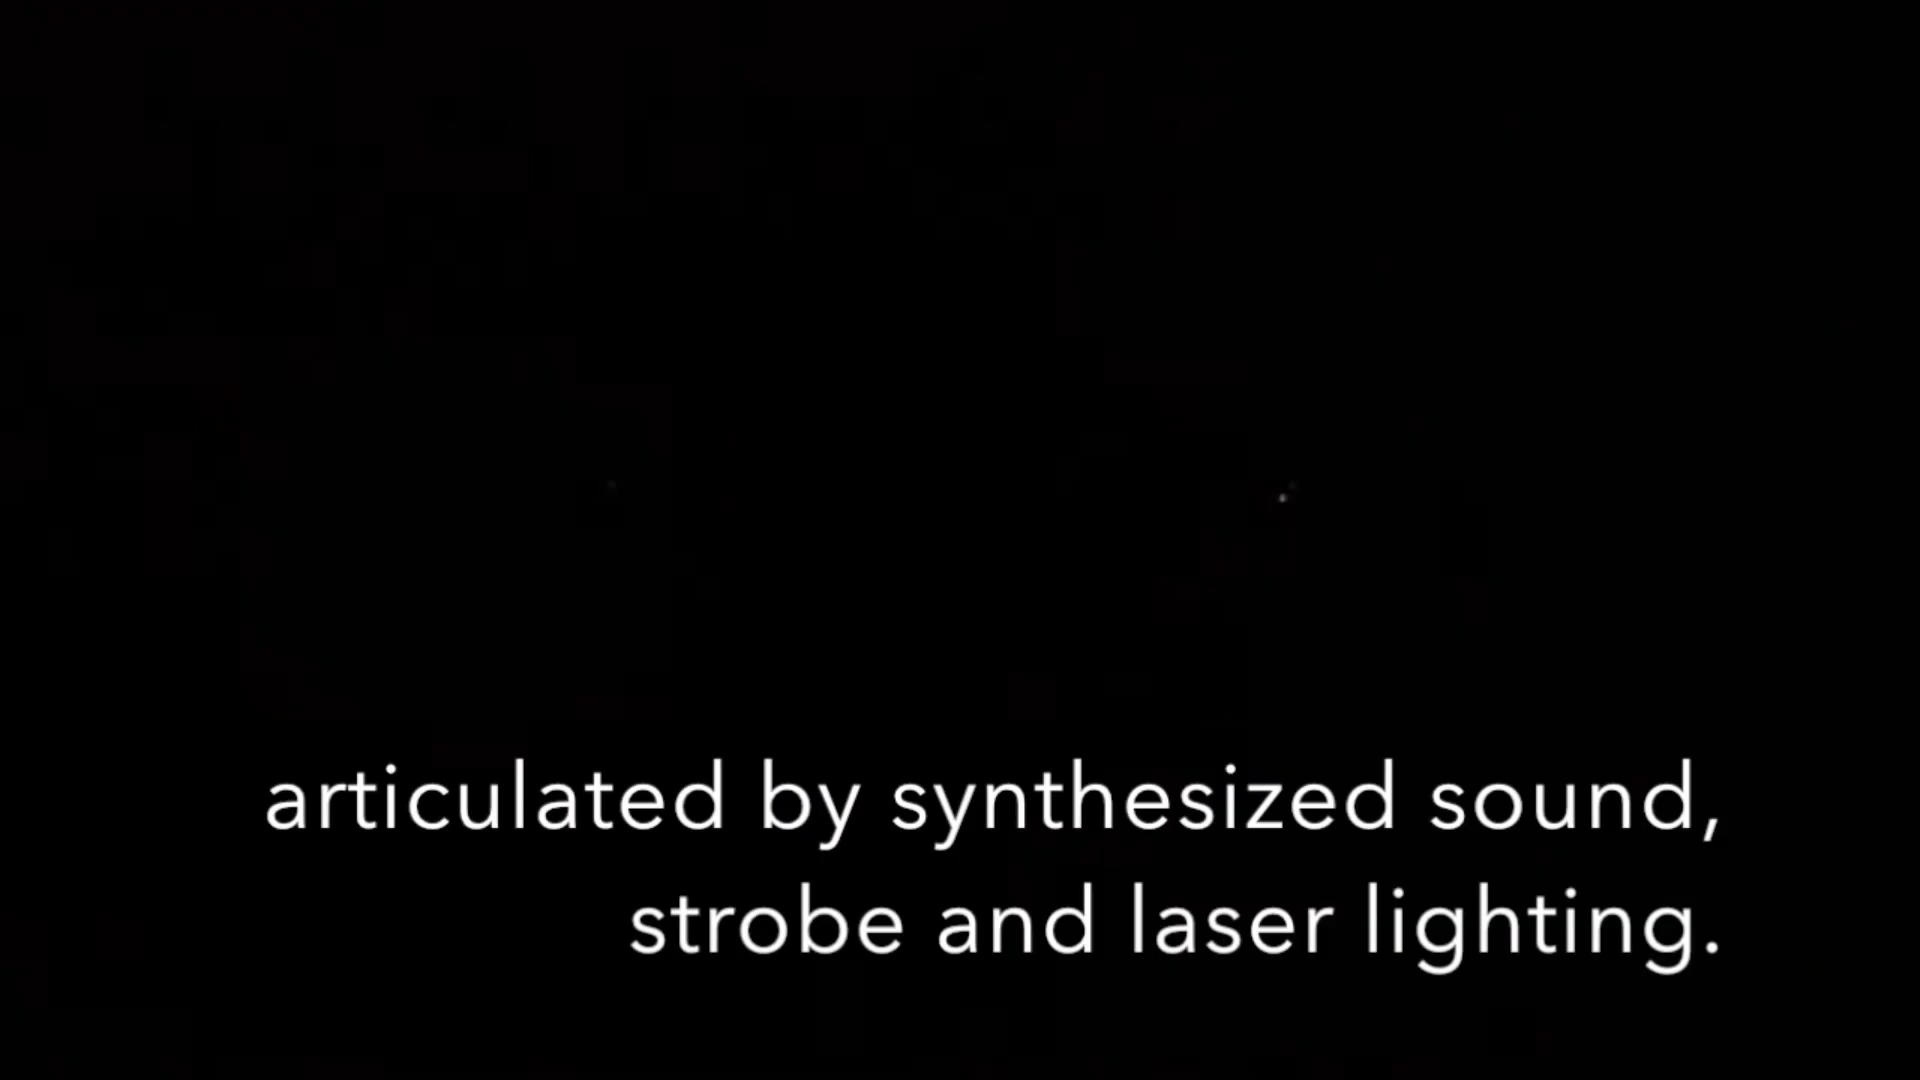 articulated by synthesized sound,
strobe and laser lighting.